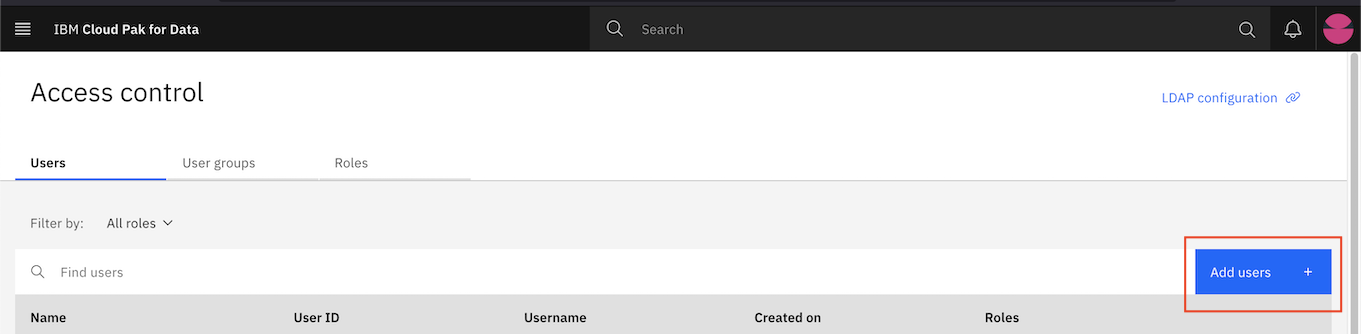 IBM Cloud Pak for Data
Search
Access control
LDAP configuration
Users
User groups
Roles
Filter by:
All roles
Find users
Add users +
Name
User ID
Username
Created on
Roles